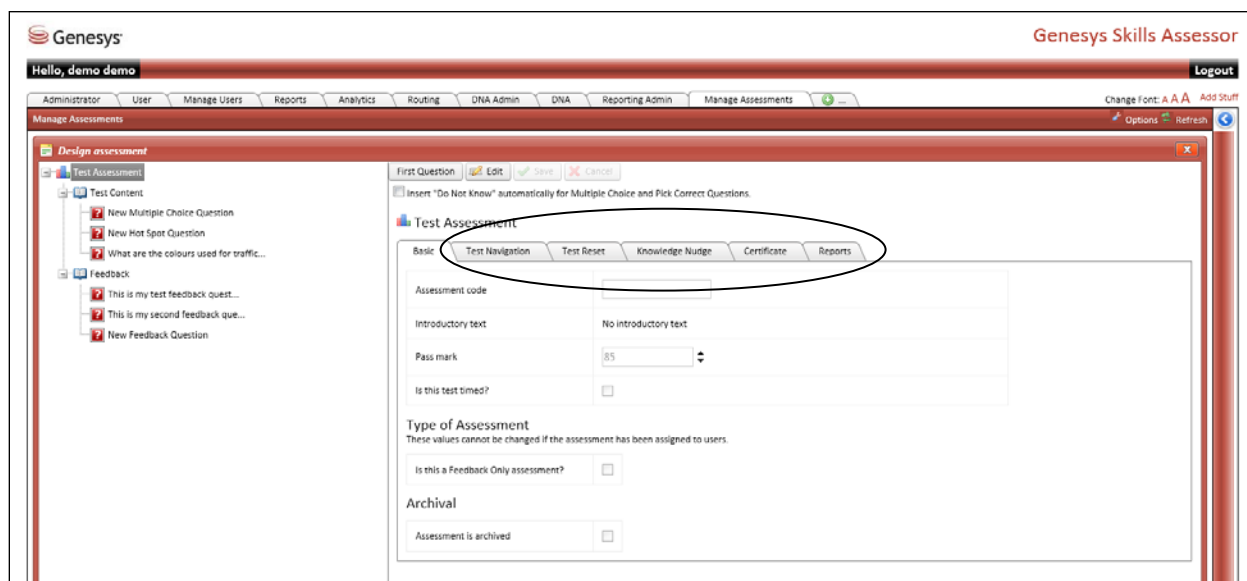 Genesys
Genesys Skills Assessor
Hello, demo demo
Logout
Administrator User Manage Users Reports Analytics Routing DNA Admin DNA Reporting Admin Manage Assessments ...
Change Font: A A A Add Stuff
Manage Assessments
Options Refresh
Design assessment
X
Test Assessment
Test Content
New Multiple Choice Question
New Hot Spot Question
What are the colours used for traffic...
Feedback
This is my test feedback quest...
This is my second feedback que...
New Feedback Question
First Question Edit Save Cancel
Insert "Do Not Know" automatically for Multiple Choice and Pick Correct Questions.
Test Assessment
Basic Test Navigation Test Reset Knowledge Nudge Certificate Reports
Assessment code
Introductory text No introductory text
Pass mark 85
Is this test timed?
Type of Assessment
These values cannot be changed if the assessment has been assigned to users.
Is this a Feedback Only assessment?
Archival
Assessment is archived